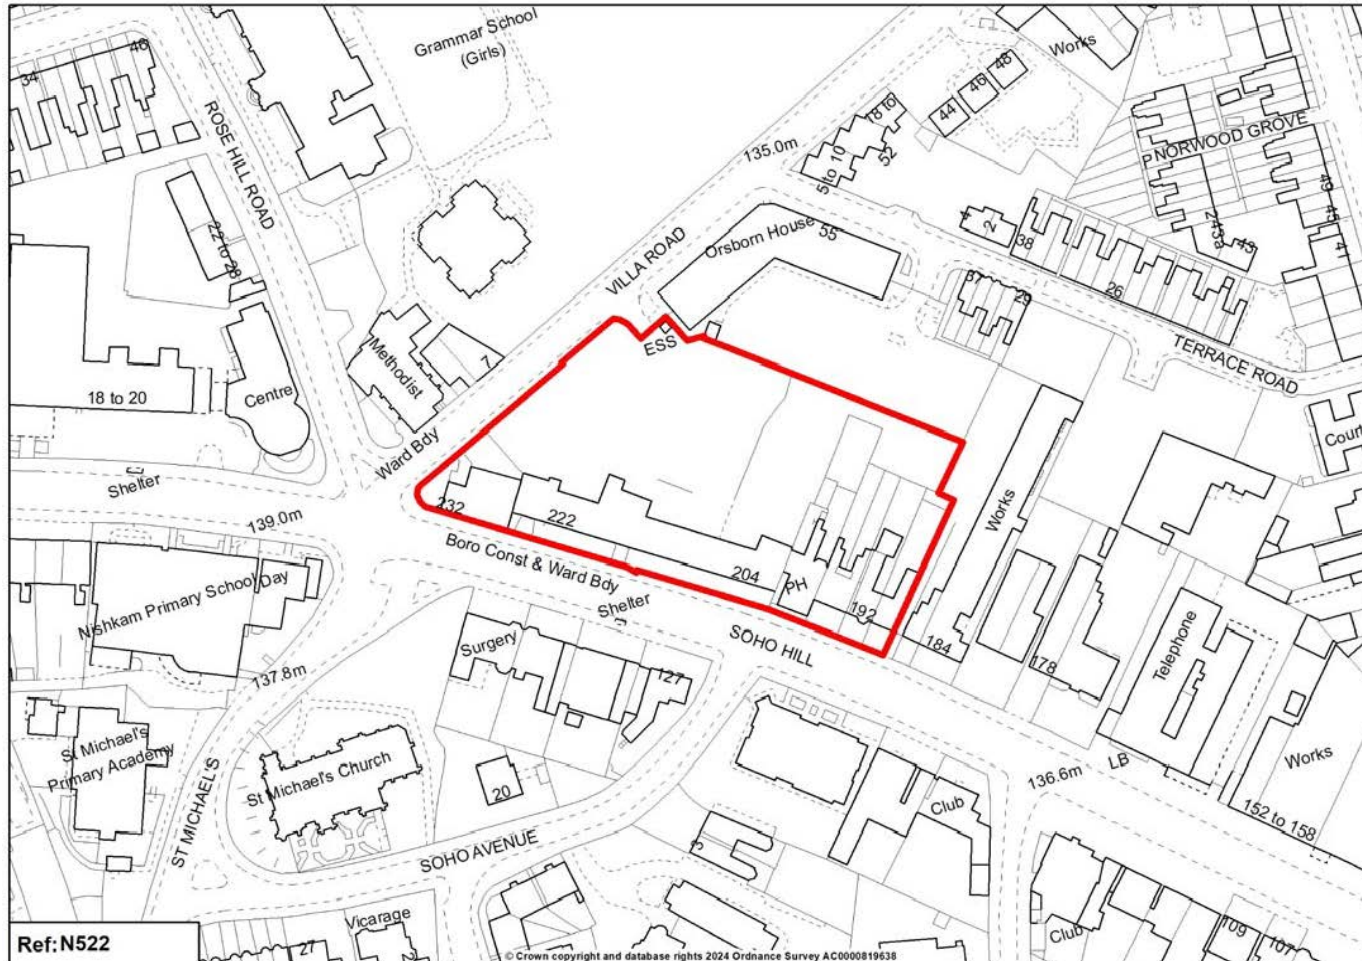 Grammar School
(Girls)
Works
34
46
ROSE HILL ROAD
44
46
48
18 to
52
5 to 10
135.0m
NORWOOD GROVE
49
45
41
43
22 to 28
VILLA ROAD
Orsborn House
55
4
2
38
26
37
29
TERRACE ROAD
ESS
Methodist
7
Centre
18 to 20
Court
Ward Bdy
Shelter
139.0m
232
222
204
PH
192
Works
184
178
Telephone
Boro Const & Ward Bdy
Shelter
SOHO HILL
Nishkam Primary School
Day
137.8m
Surgery
127
St Michael's
Primary Academy
ST MICHAEL'S
St Michael's Church
20
SOHO AVENUE
Club
136.6m
LB
Works
152 to 158
Vicarage
27
Club
109
107
Ref:N522
© Crown copyright and database rights 2024 Ordnance Survey AC0000819638